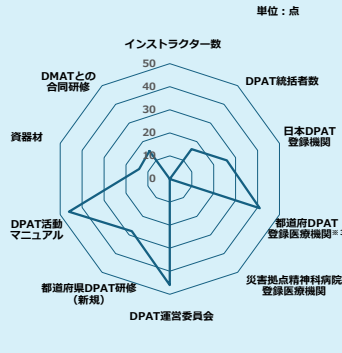 単位：点
インストラクター数
DPAT統括者数
日本DPAT
登録機関
都道府DPAT
登録医療機関※
災害拠点精神科病院
登録医療機関
DPAT運営委員会
都道府県DPAT研修
（新規）
DPAT活動
マニュアル
資器材
DMATとの
合同研修
50
40
30
20
10
0